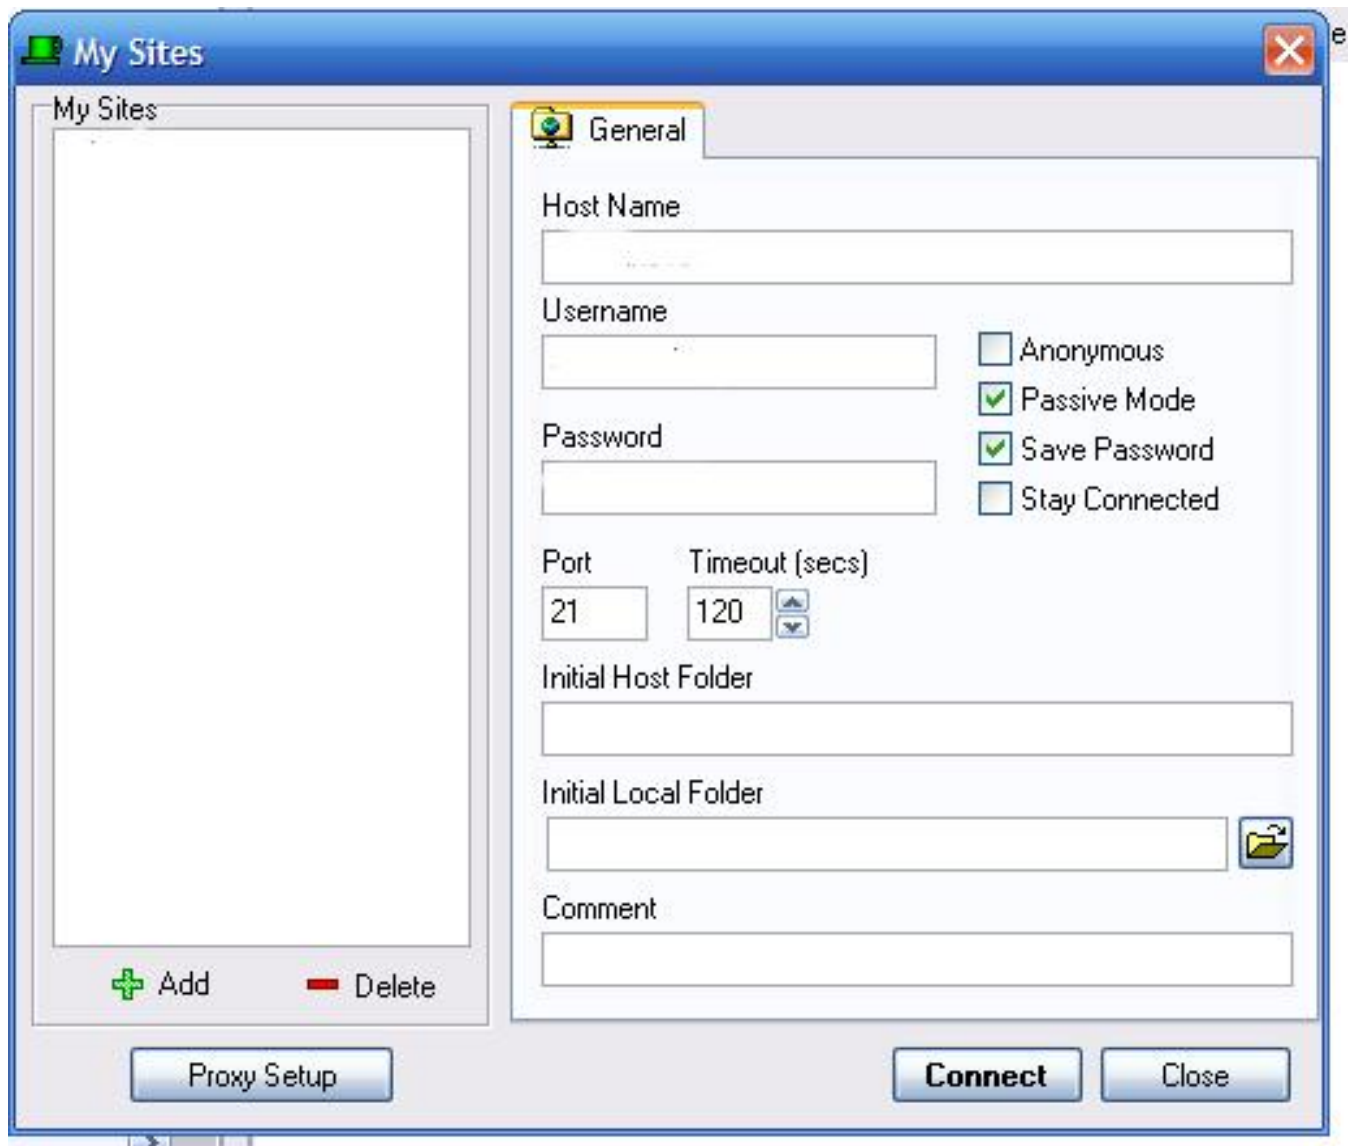 My Sites
My Sites
General
Host Name
Username
Anonymous
Passive Mode
Password
Save Password
Stay Connected
Port Timeout (secs)
21 120
Initial Host Folder
Initial Local Folder
Comment
Add Delete
Proxy Setup Connect Close